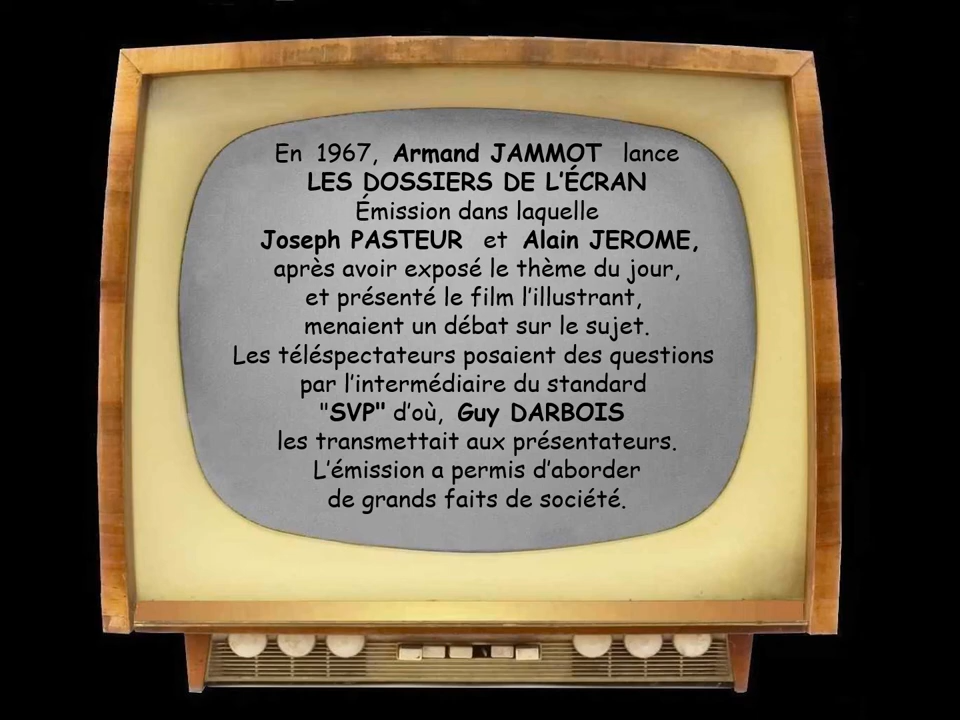 En 1967, Armand JAMMOT lance
LES DOSSIERS DE L'ÉCRAN
Émission dans laquelle
Joseph PASTEUR et Alain JEROME,
après avoir exposé le thème du jour,
et présenté le film l'illustrant,
menaient un débat sur le sujet.
Les téléspectateurs posaient des questions
par l'intermédiaire du standard
"SVP" d'où, Guy DARBOIS
les transmettait aux présentateurs.
L'émission a permis d'aborder
de grands faits de société.